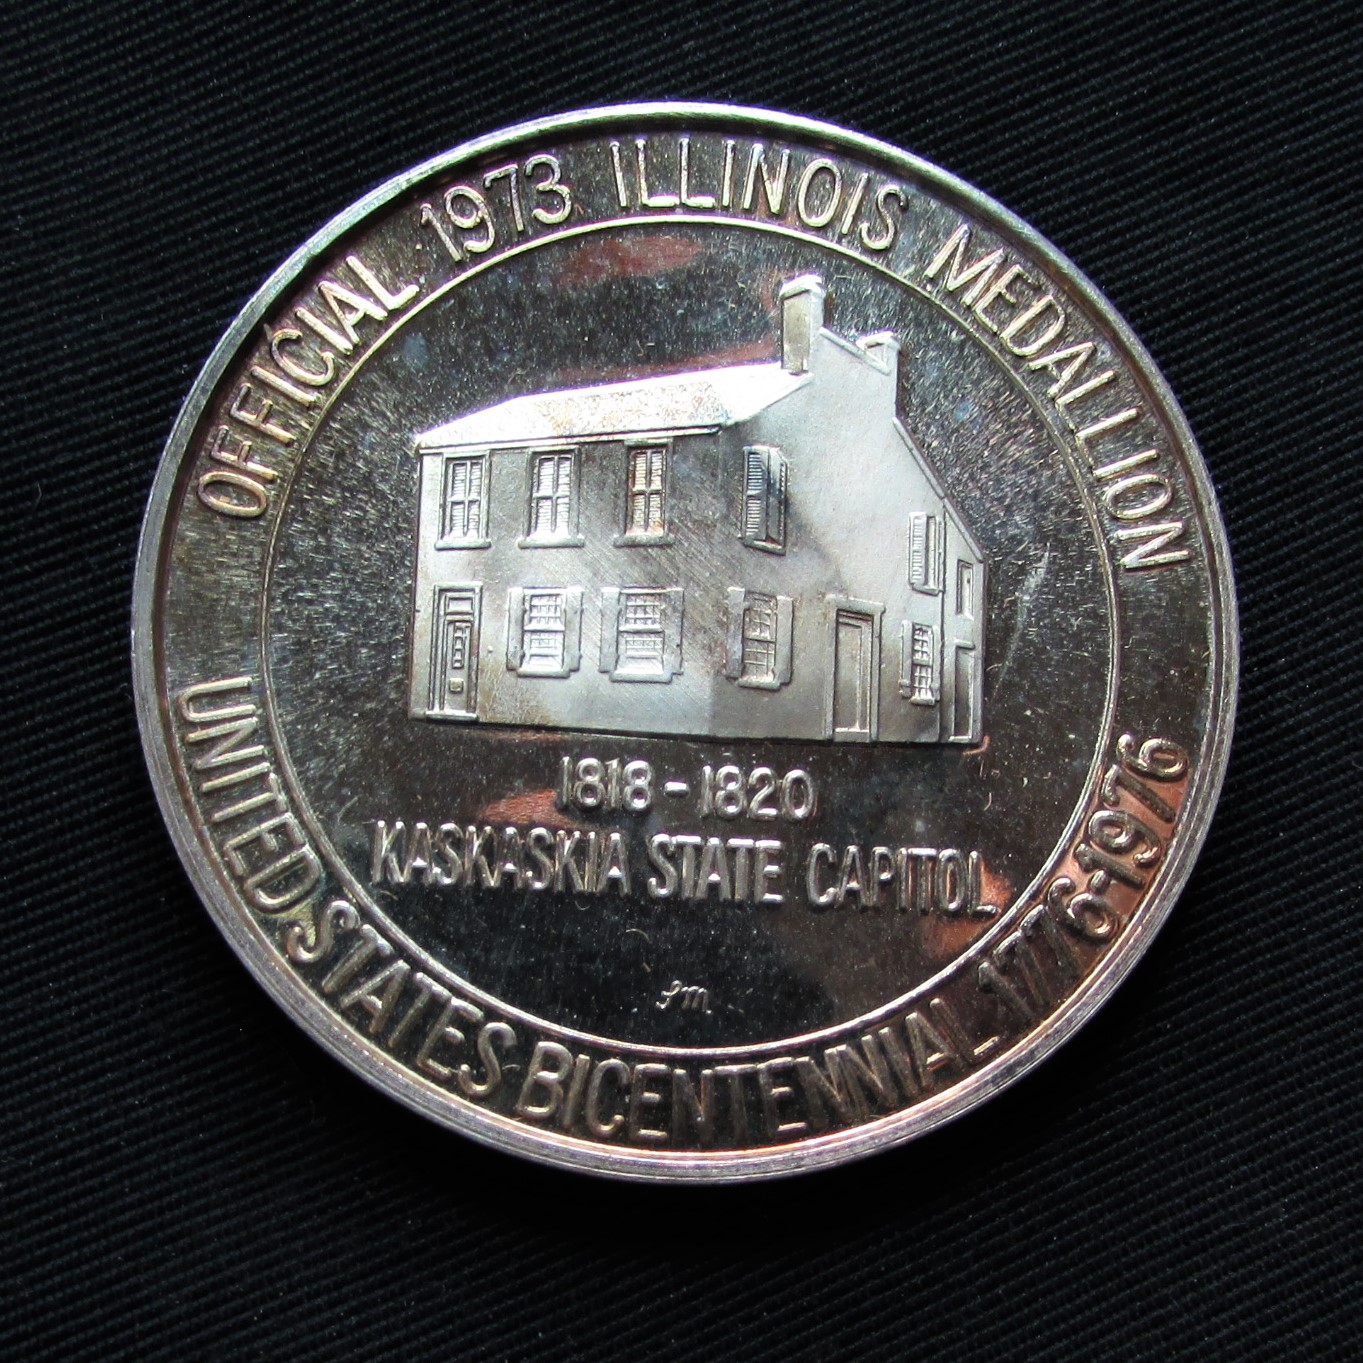 OFFICIAL 1973 ILLINOIS MEDALLION
1818 - 1820
KASKASKIA STATE CAPITOL
UNITED STATES BICENTENNIAL 1776-1976